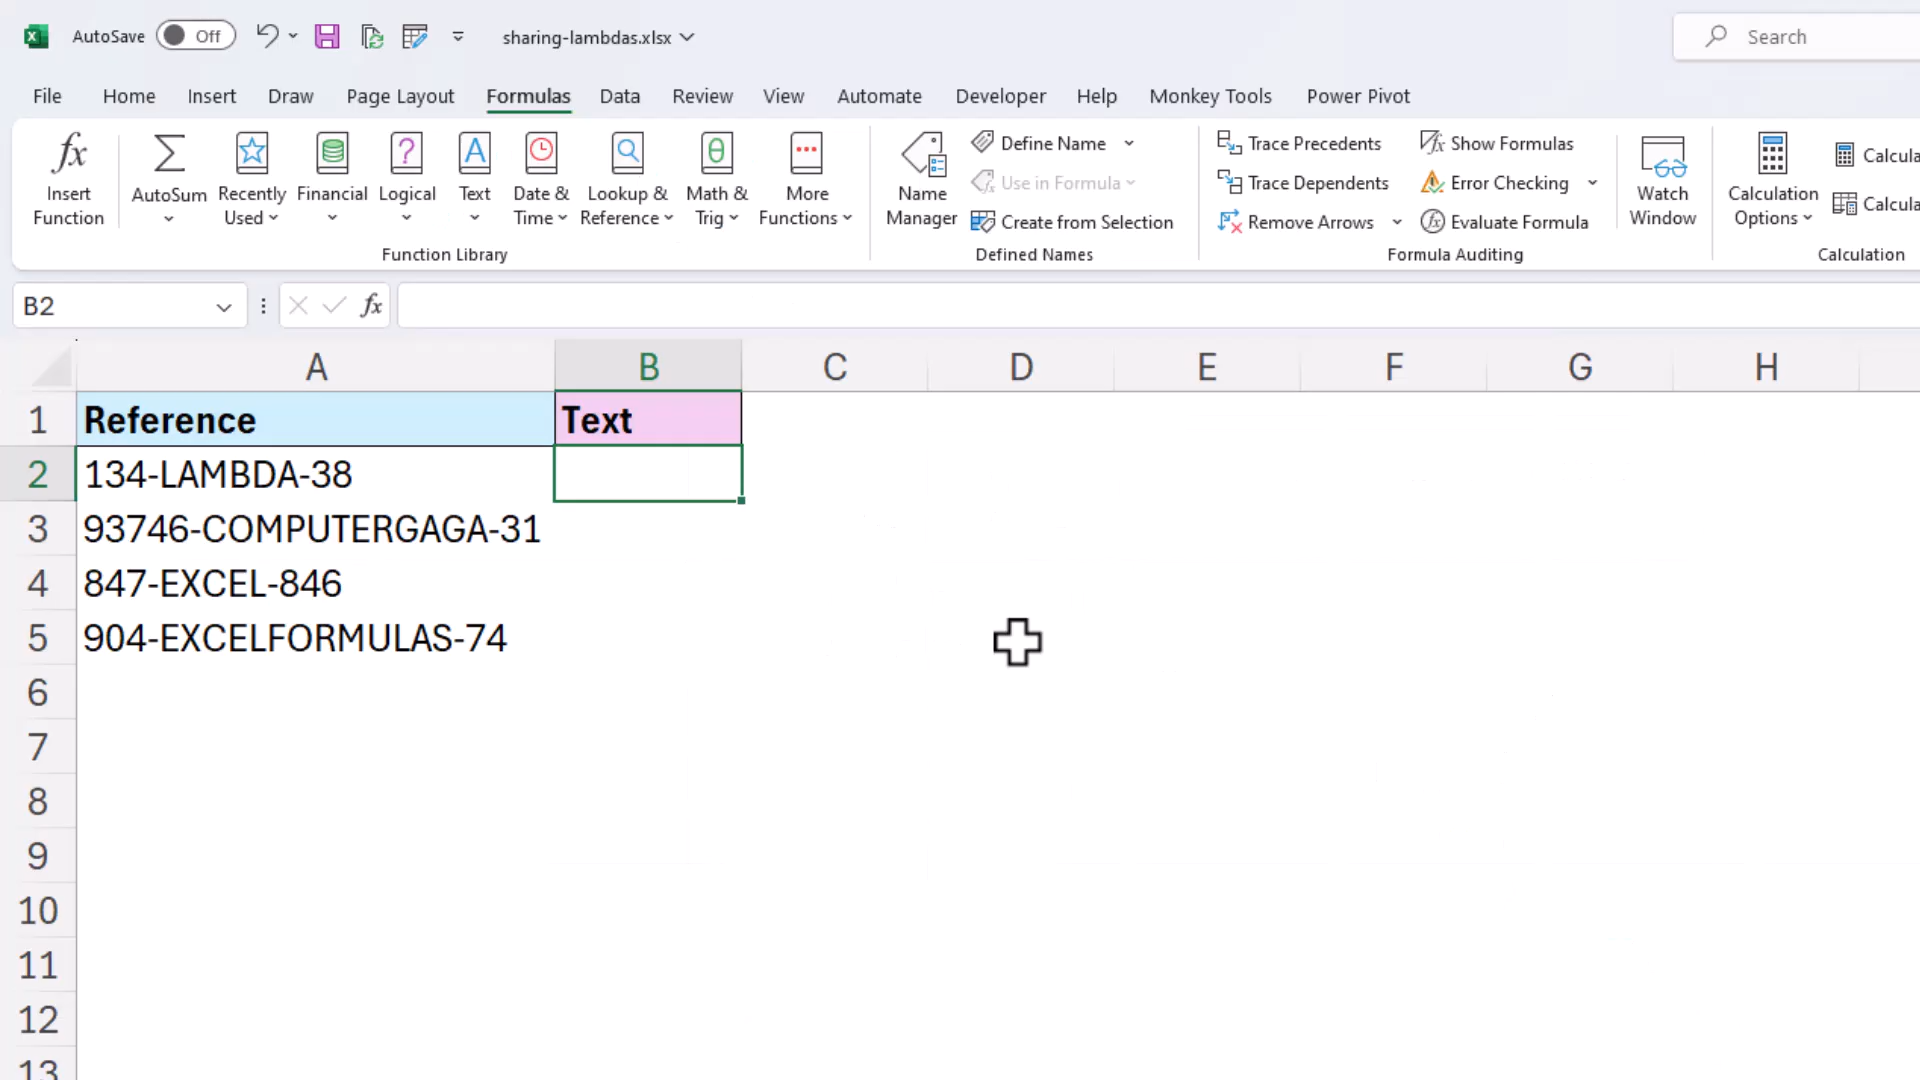 AutoSave Off sharing-lambdas.xlsx Search
File Home Insert Draw Page Layout Formulas Data Review View Automate Developer Help Monkey Tools Power Pivot
fx Insert Function
AutoSum
Recently Used
Financial
Logical
Text
Date & Time
Lookup & Reference
Math & Trig
More Functions
Function Library
Name Manager
Define Name
Use in Formula
Create from Selection
Defined Names
Trace Precedents
Trace Dependents
Remove Arrows
Show Formulas
Error Checking
Evaluate Formula
Formula Auditing
Watch Window
Calculation Options
Calcula
Calcula
Calculation
B2 fx
A B C D E F G H
1 Reference Text
2 134-LAMBDA-38
3 93746-COMPUTERGAGA-31
4 847-EXCEL-846
5 904-EXCELFORMULAS-74
6
7
8
9
10
11
12
13